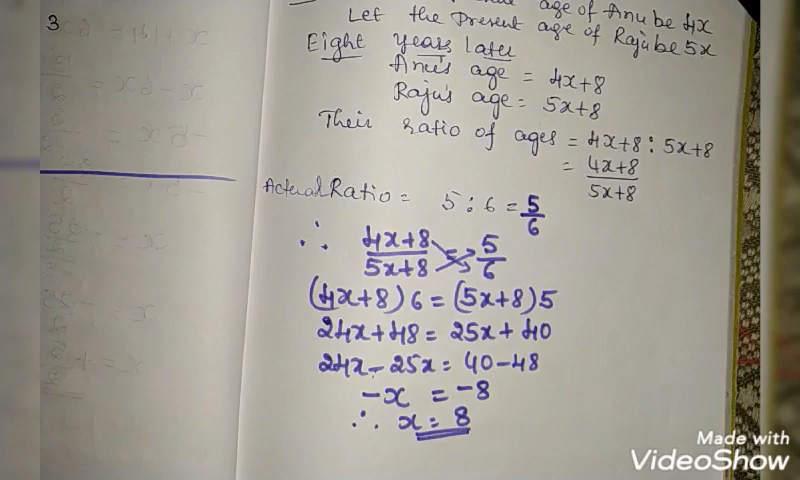 3
age of Anu be 4x
Let the Present age of Raju be 5x
Eight years Later
Anu's age = 4x+8
Raju's age = 5x+8
Their ratio of ages = 4x+8 : 5x+8
= 4x+8
5x+8
Actual Ratio = 5 : 6 = 5
6
∴ 4x+8 = 5
5x+8 6
(4x+8) 6 = (5x+8) 5
24x+48 = 25x+40
24x-25x = 40-48
-x = -8
∴ x = 8
Made with
VideoShow